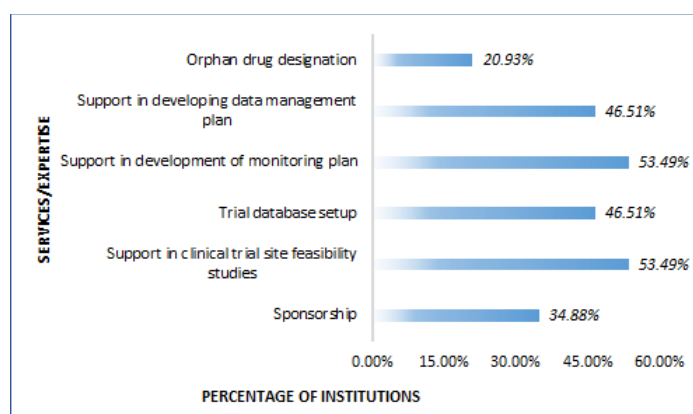 Orphan drug designation
20.93%
Support in developing data management
plan
46.51%
Support in development of monitoring plan
53.49%
Trial database setup
46.51%
Support in clinical trial site feasibility
studies
53.49%
Sponsorship
34.88%
SERVICES/EXPERTISE
0.00% 15.00% 30.00% 45.00% 60.00%
PERCENTAGE OF INSTITUTIONS